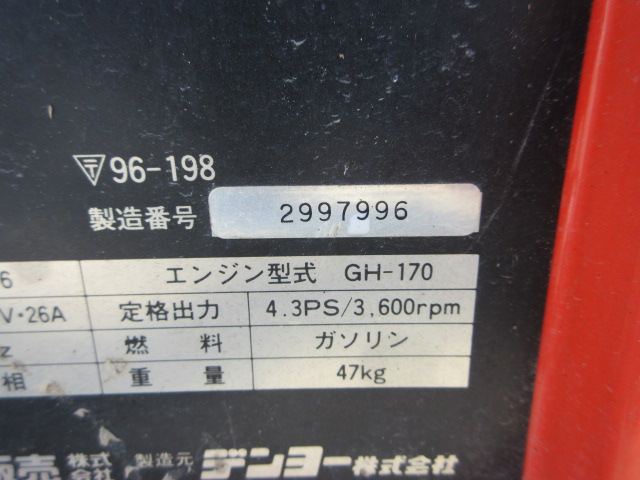 〒96-198
製造番号 2997996
6 エンジン型式 GH-170
V・26A 定格出力 4.3PS/3,600rpm
z 燃料 ガソリン
相 重量 47kg
販売株式会社 製造元 デンヨー株式会社